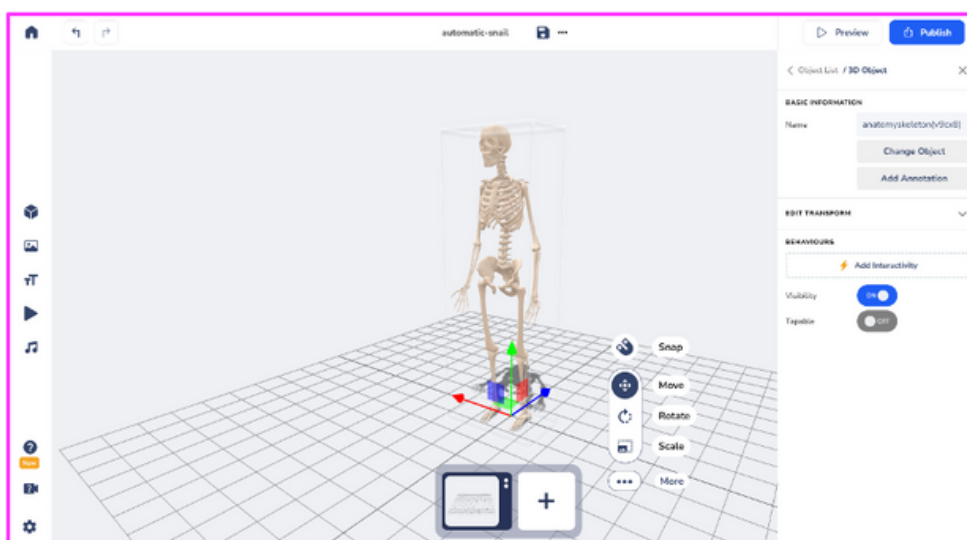 automatic-snail
Preview
Publish
Object List / 3D Object
BASIC INFORMATION
Name
anatomyskeleton(v9cx8)
Change Object
Add Annotation
EDIT TRANSFORM
BEHAVIOURS
Add Interactivity
Visibility
ON
Tapable
OFF
Snap
Move
Rotate
Scale
More
New